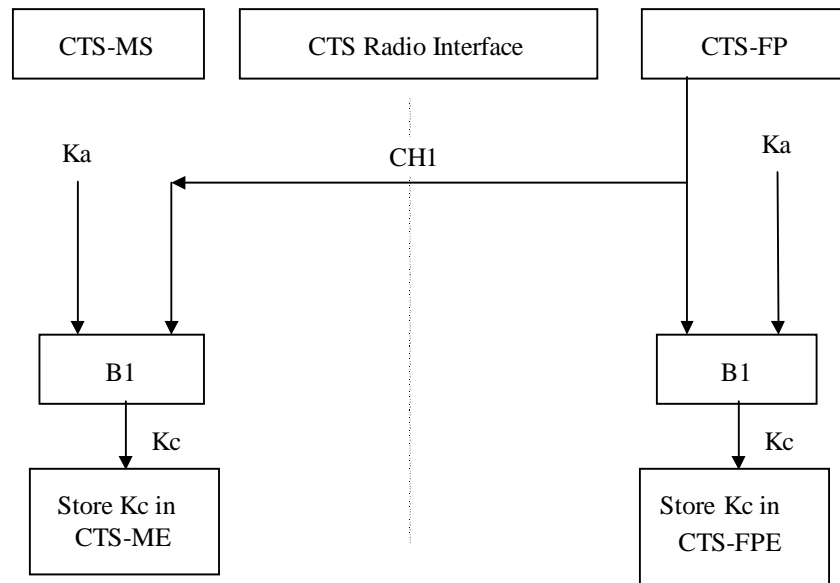 CTS-MS
CTS Radio Interface
CTS-FP
Ka
CH1
Ka
B1
B1
Kc
Kc
Store Kc in
CTS-ME
Store Kc in
CTS-FPE